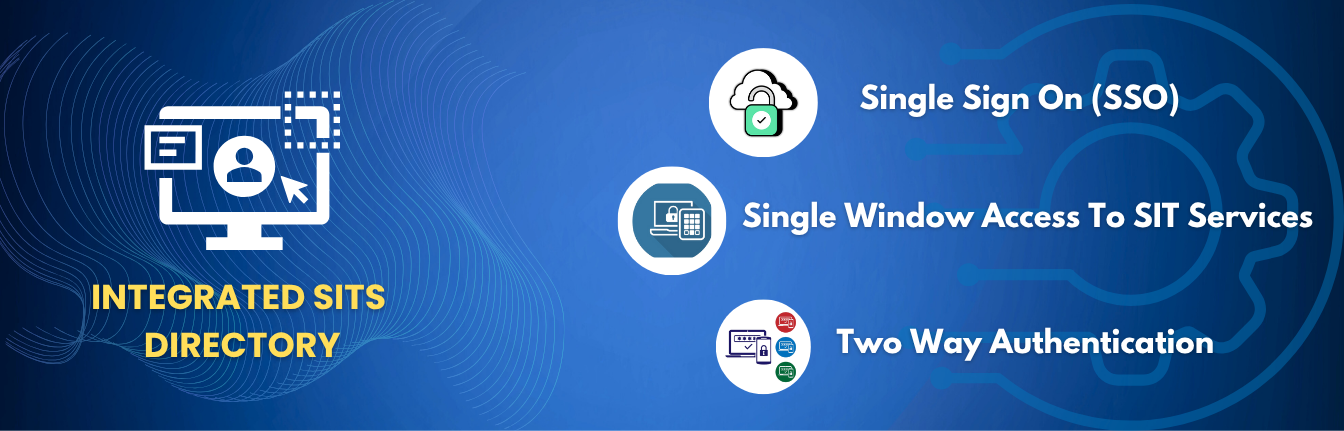 INTEGRATED SITS
DIRECTORY
Single Sign On (SSO)
Single Window Access To SIT Services
Two Way Authentication